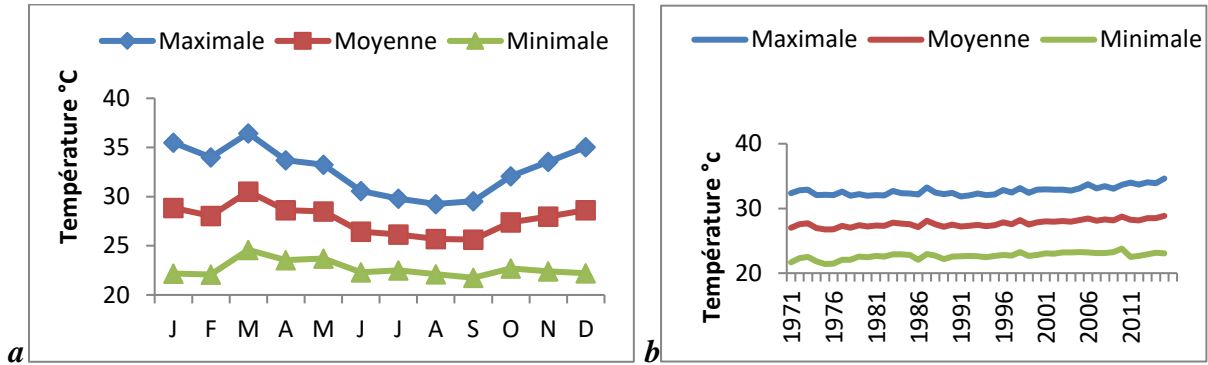 Maximale Moyenne Minimale
Température °C
40
35
30
25
20
J F M A M J J A S O N D
a
Maximale Moyenne Minimale
Température °c
40
30
20
1971 1976 1981 1986 1991 1996 2001 2006 2011
b